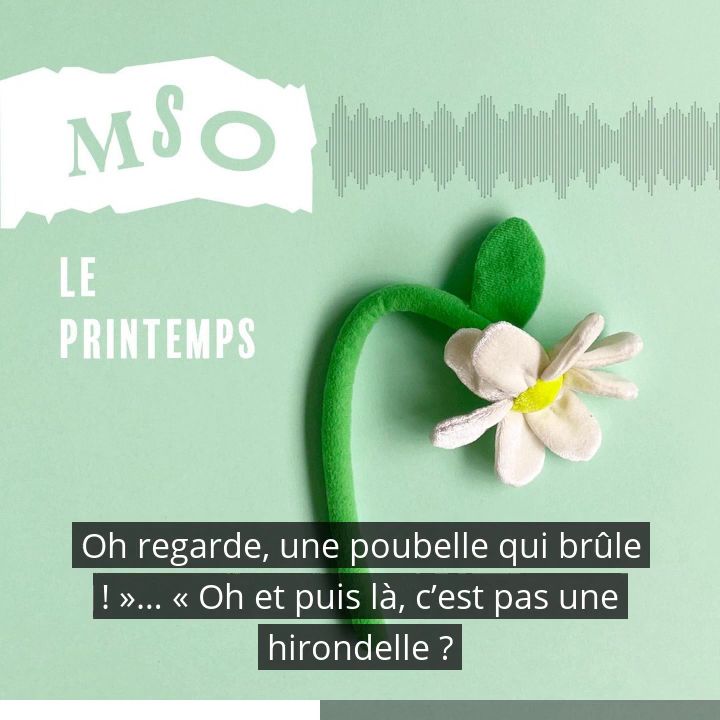 MSO
LE
PRINTEMPS
Oh regarde, une poubelle qui brûle
! »... « Oh et puis là, c’est pas une
hirondelle ?